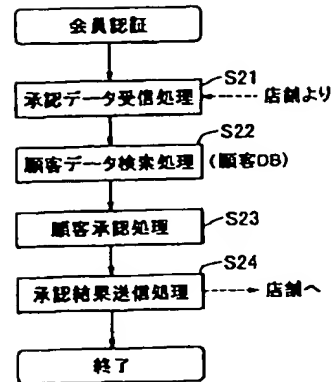 会員認証
S21
承認データ受信処理
店舗より
S22
顧客データ検索処理
(顧客DB)
S23
顧客承認処理
S24
承認結果送信処理
店舗へ
終了